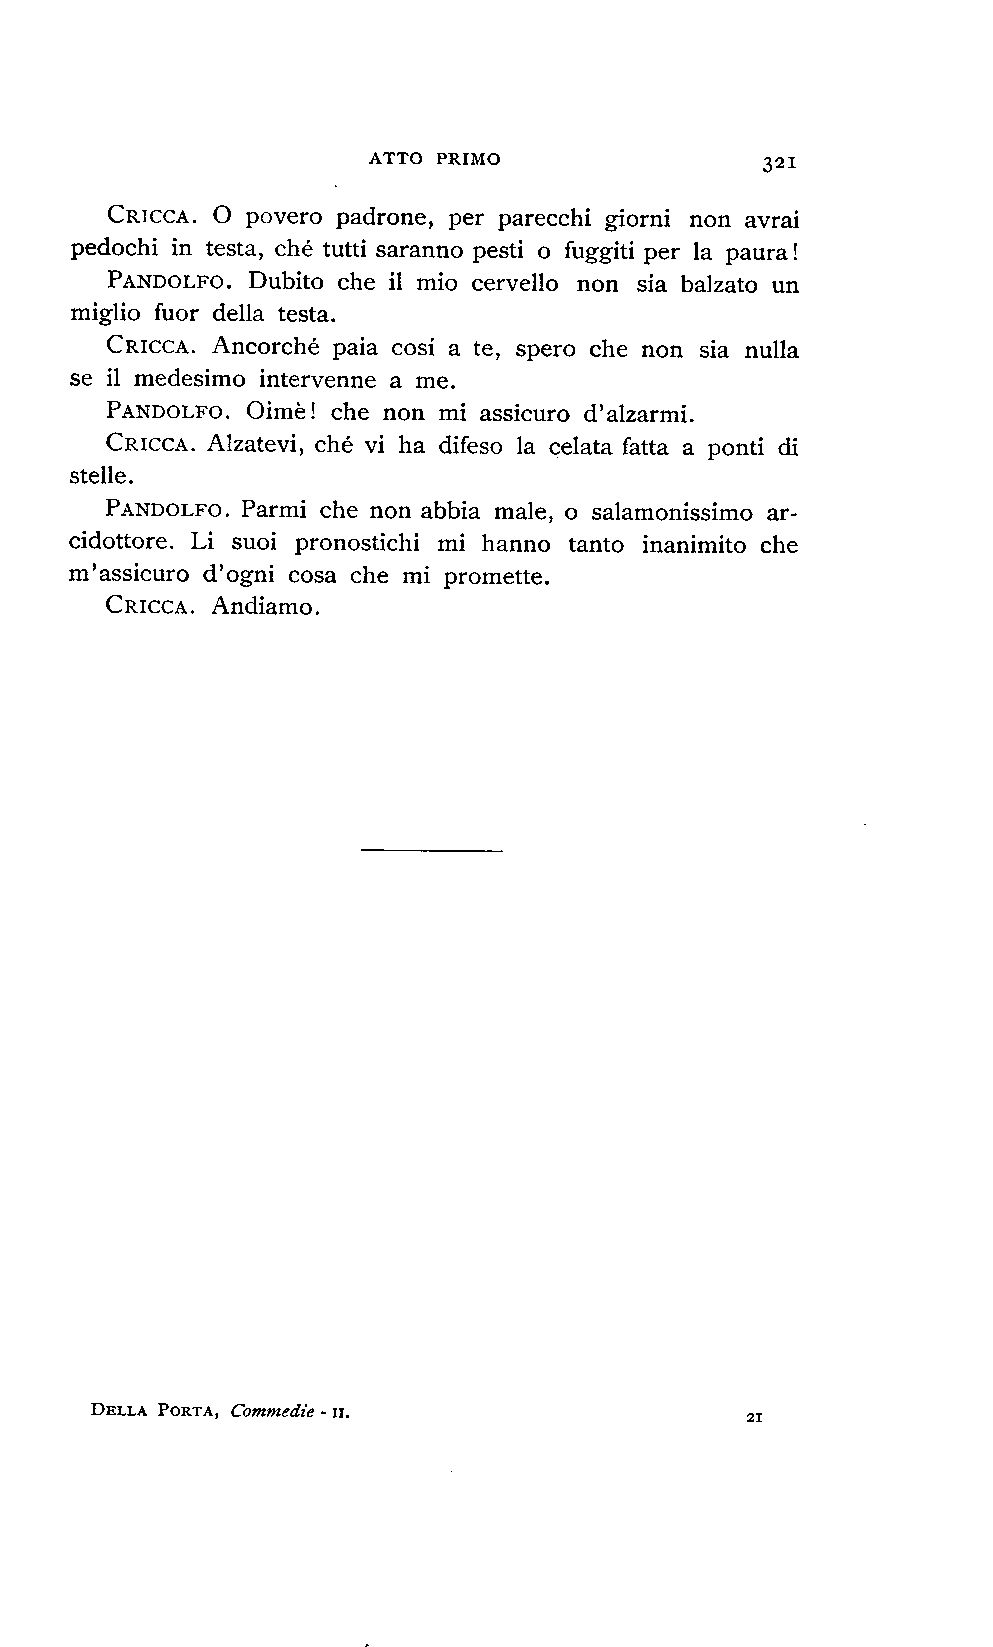 ATTO PRIMO 321
CRICCA. O povero padrone, per parecchi giorni non avrai
pedochi in testa, ché tutti saranno pesti o fuggiti per la paura!
PANDOLFO. Dubito che il mio cervello non sia balzato un
miglio fuor della testa.
CRICCA. Ancorché paia cosí a te, spero che non sia nulla
se il medesimo intervenne a me.
PANDOLFO. Oimè! che non mi assicuro d'alzarmi.
CRICCA. Alzatevi, ché vi ha difeso la celata fatta a ponti di
stelle.
PANDOLFO. Parmi che non abbia male, o salamonissimo ar-
cidottore. Li suoi pronostichi mi hanno tanto inanimito che
m'assicuro d'ogni cosa che mi promette.
CRICCA. Andiamo.
DELLA PORTA, Commedie - II. 21